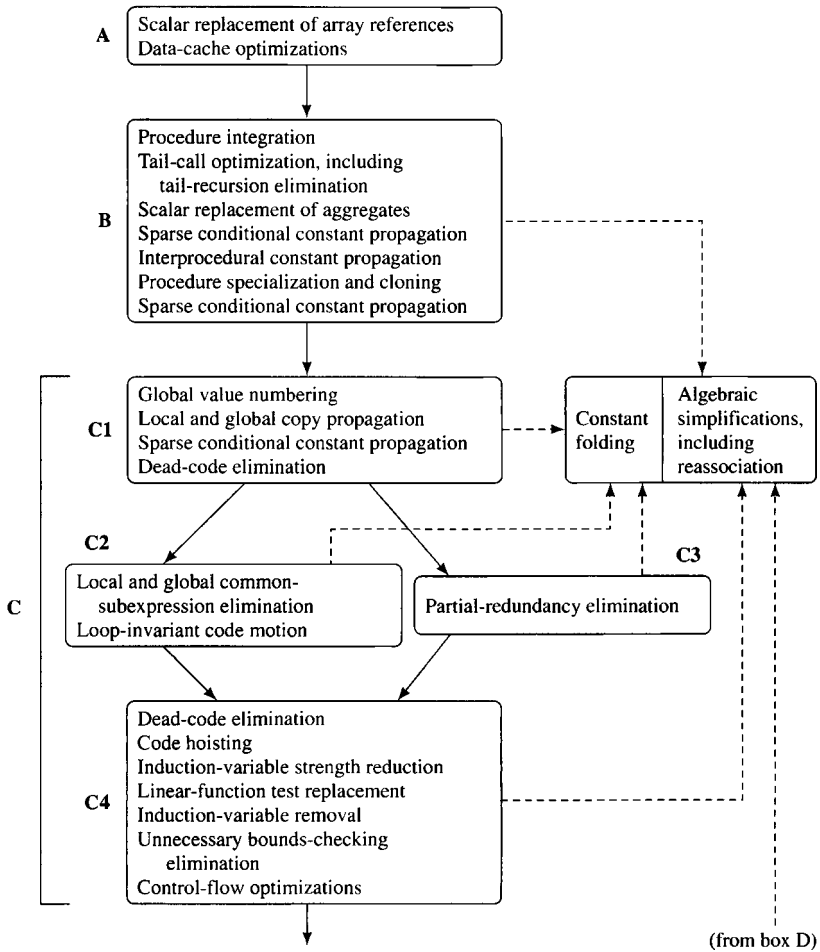 A
Scalar replacement of array references
Data-cache optimizations
B
Procedure integration
Tail-call optimization, including
tail-recursion elimination
Scalar replacement of aggregates
Sparse conditional constant propagation
Interprocedural constant propagation
Procedure specialization and cloning
Sparse conditional constant propagation
C
C1
Global value numbering
Local and global copy propagation
Sparse conditional constant propagation
Dead-code elimination
Constant
folding
Algebraic
simplifications,
including
reassociation
C2
Local and global common-
subexpression elimination
Loop-invariant code motion
C3
Partial-redundancy elimination
C4
Dead-code elimination
Code hoisting
Induction-variable strength reduction
Linear-function test replacement
Induction-variable removal
Unnecessary bounds-checking
elimination
Control-flow optimizations
(from box D)